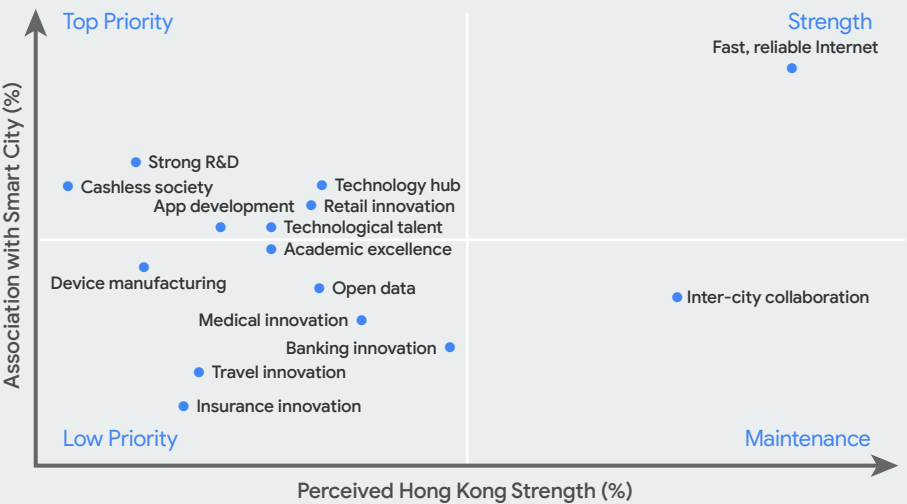 Top Priority
Strength
Fast, reliable Internet
Association with Smart City (%)
Strong R&D
Cashless society
Technology hub
App development
Retail innovation
Technological talent
Academic excellence
Device manufacturing
Open data
Inter-city collaboration
Medical innovation
Banking innovation
Travel innovation
Insurance innovation
Low Priority
Maintenance
Perceived Hong Kong Strength (%)